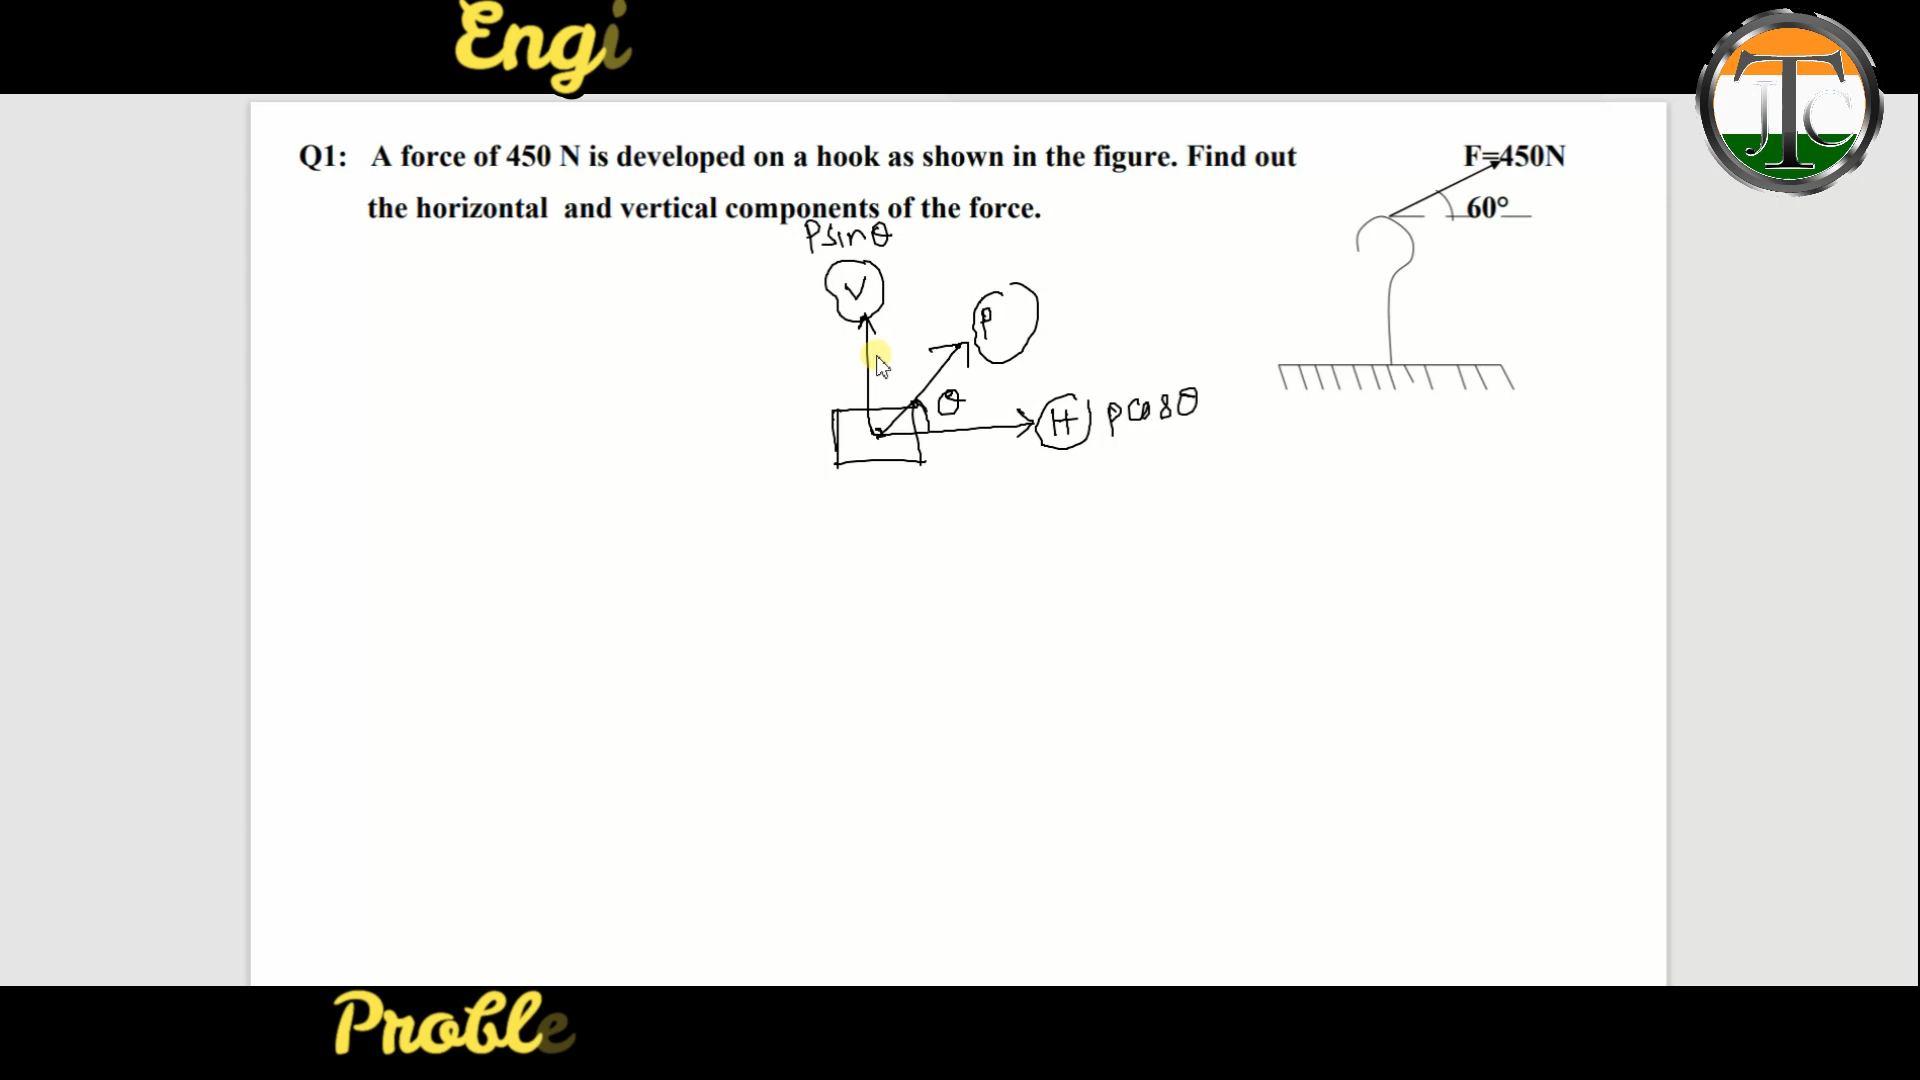 Engi
Q1: A force of 450 N is developed on a hook as shown in the figure. Find out
the horizontal and vertical components of the force.
F=450N
60°
Psinθ
V
P
θ
H
Pcosθ
JTC
Proble